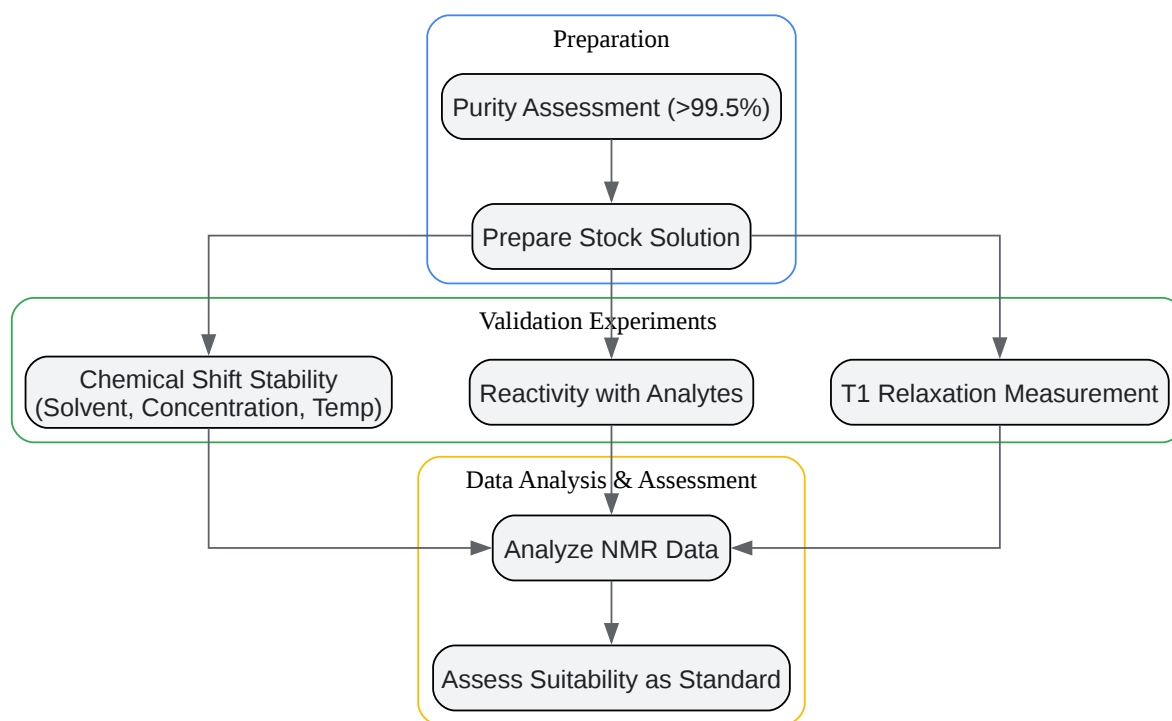 Preparation
Purity Assessment (>99.5%)
Prepare Stock Solution
Validation Experiments
Chemical Shift Stability
(Solvent, Concentration, Temp)
Reactivity with Analytes
T1 Relaxation Measurement
Data Analysis & Assessment
Analyze NMR Data
Assess Suitability as Standard